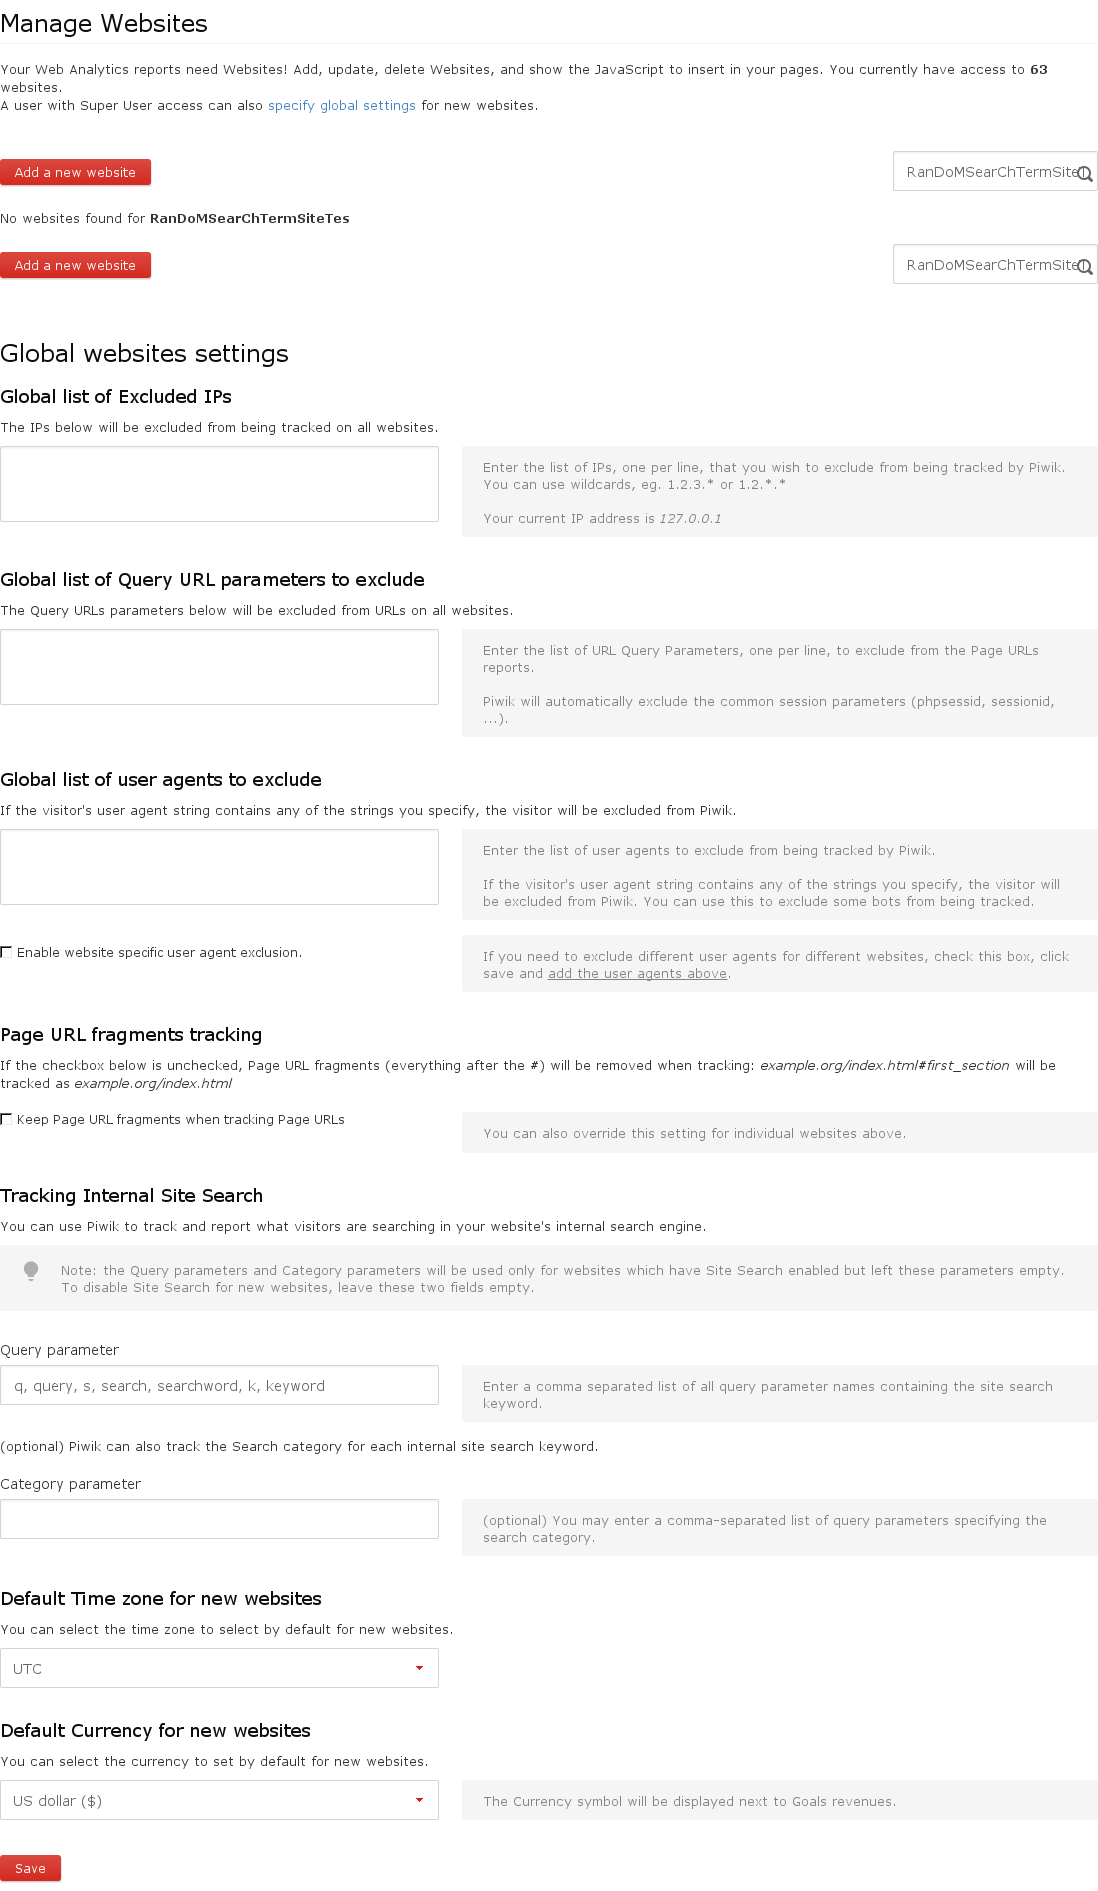 Manage Websites
Your Web Analytics reports need Websites! Add, update, delete Websites, and show the JavaScript to insert in your pages. You currently have access to 63
websites.
A user with Super User access can also specify global settings for new websites.
Add a new website
RanDoMSearChTermSiteT
No websites found for RanDoMSearChTermSiteTes
Add a new website
RanDoMSearChTermSiteT
Global websites settings
Global list of Excluded IPs
The IPs below will be excluded from being tracked on all websites.
Enter the list of IPs, one per line, that you wish to exclude from being tracked by Piwik.
You can use wildcards, eg. 1.2.3.* or 1.2.*.*
Your current IP address is 127.0.0.1
Global list of Query URL parameters to exclude
The Query URLs parameters below will be excluded from URLs on all websites.
Enter the list of URL Query Parameters, one per line, to exclude from the Page URLs
reports.
Piwik will automatically exclude the common session parameters (phpsessid, sessionid,
...).
Global list of user agents to exclude
If the visitor's user agent string contains any of the strings you specify, the visitor will be excluded from Piwik.
Enter the list of user agents to exclude from being tracked by Piwik.
If the visitor's user agent string contains any of the strings you specify, the visitor will
be excluded from Piwik. You can use this to exclude some bots from being tracked.
Enable website specific user agent exclusion.
If you need to exclude different user agents for different websites, check this box, click
save and add the user agents above.
Page URL fragments tracking
If the checkbox below is unchecked, Page URL fragments (everything after the #) will be removed when tracking: example.org/index.html#first_section will be
tracked as example.org/index.html
Keep Page URL fragments when tracking Page URLs
You can also override this setting for individual websites above.
Tracking Internal Site Search
You can use Piwik to track and report what visitors are searching in your website's internal search engine.
Note: the Query parameters and Category parameters will be used only for websites which have Site Search enabled but left these parameters empty.
To disable Site Search for new websites, leave these two fields empty.
Query parameter
q, query, s, search, searchword, k, keyword
Enter a comma separated list of all query parameter names containing the site search
keyword.
(optional) Piwik can also track the Search category for each internal site search keyword.
Category parameter
(optional) You may enter a comma-separated list of query parameters specifying the
search category.
Default Time zone for new websites
You can select the time zone to select by default for new websites.
UTC
Default Currency for new websites
You can select the currency to set by default for new websites.
US dollar ($)
The Currency symbol will be displayed next to Goals revenues.
Save